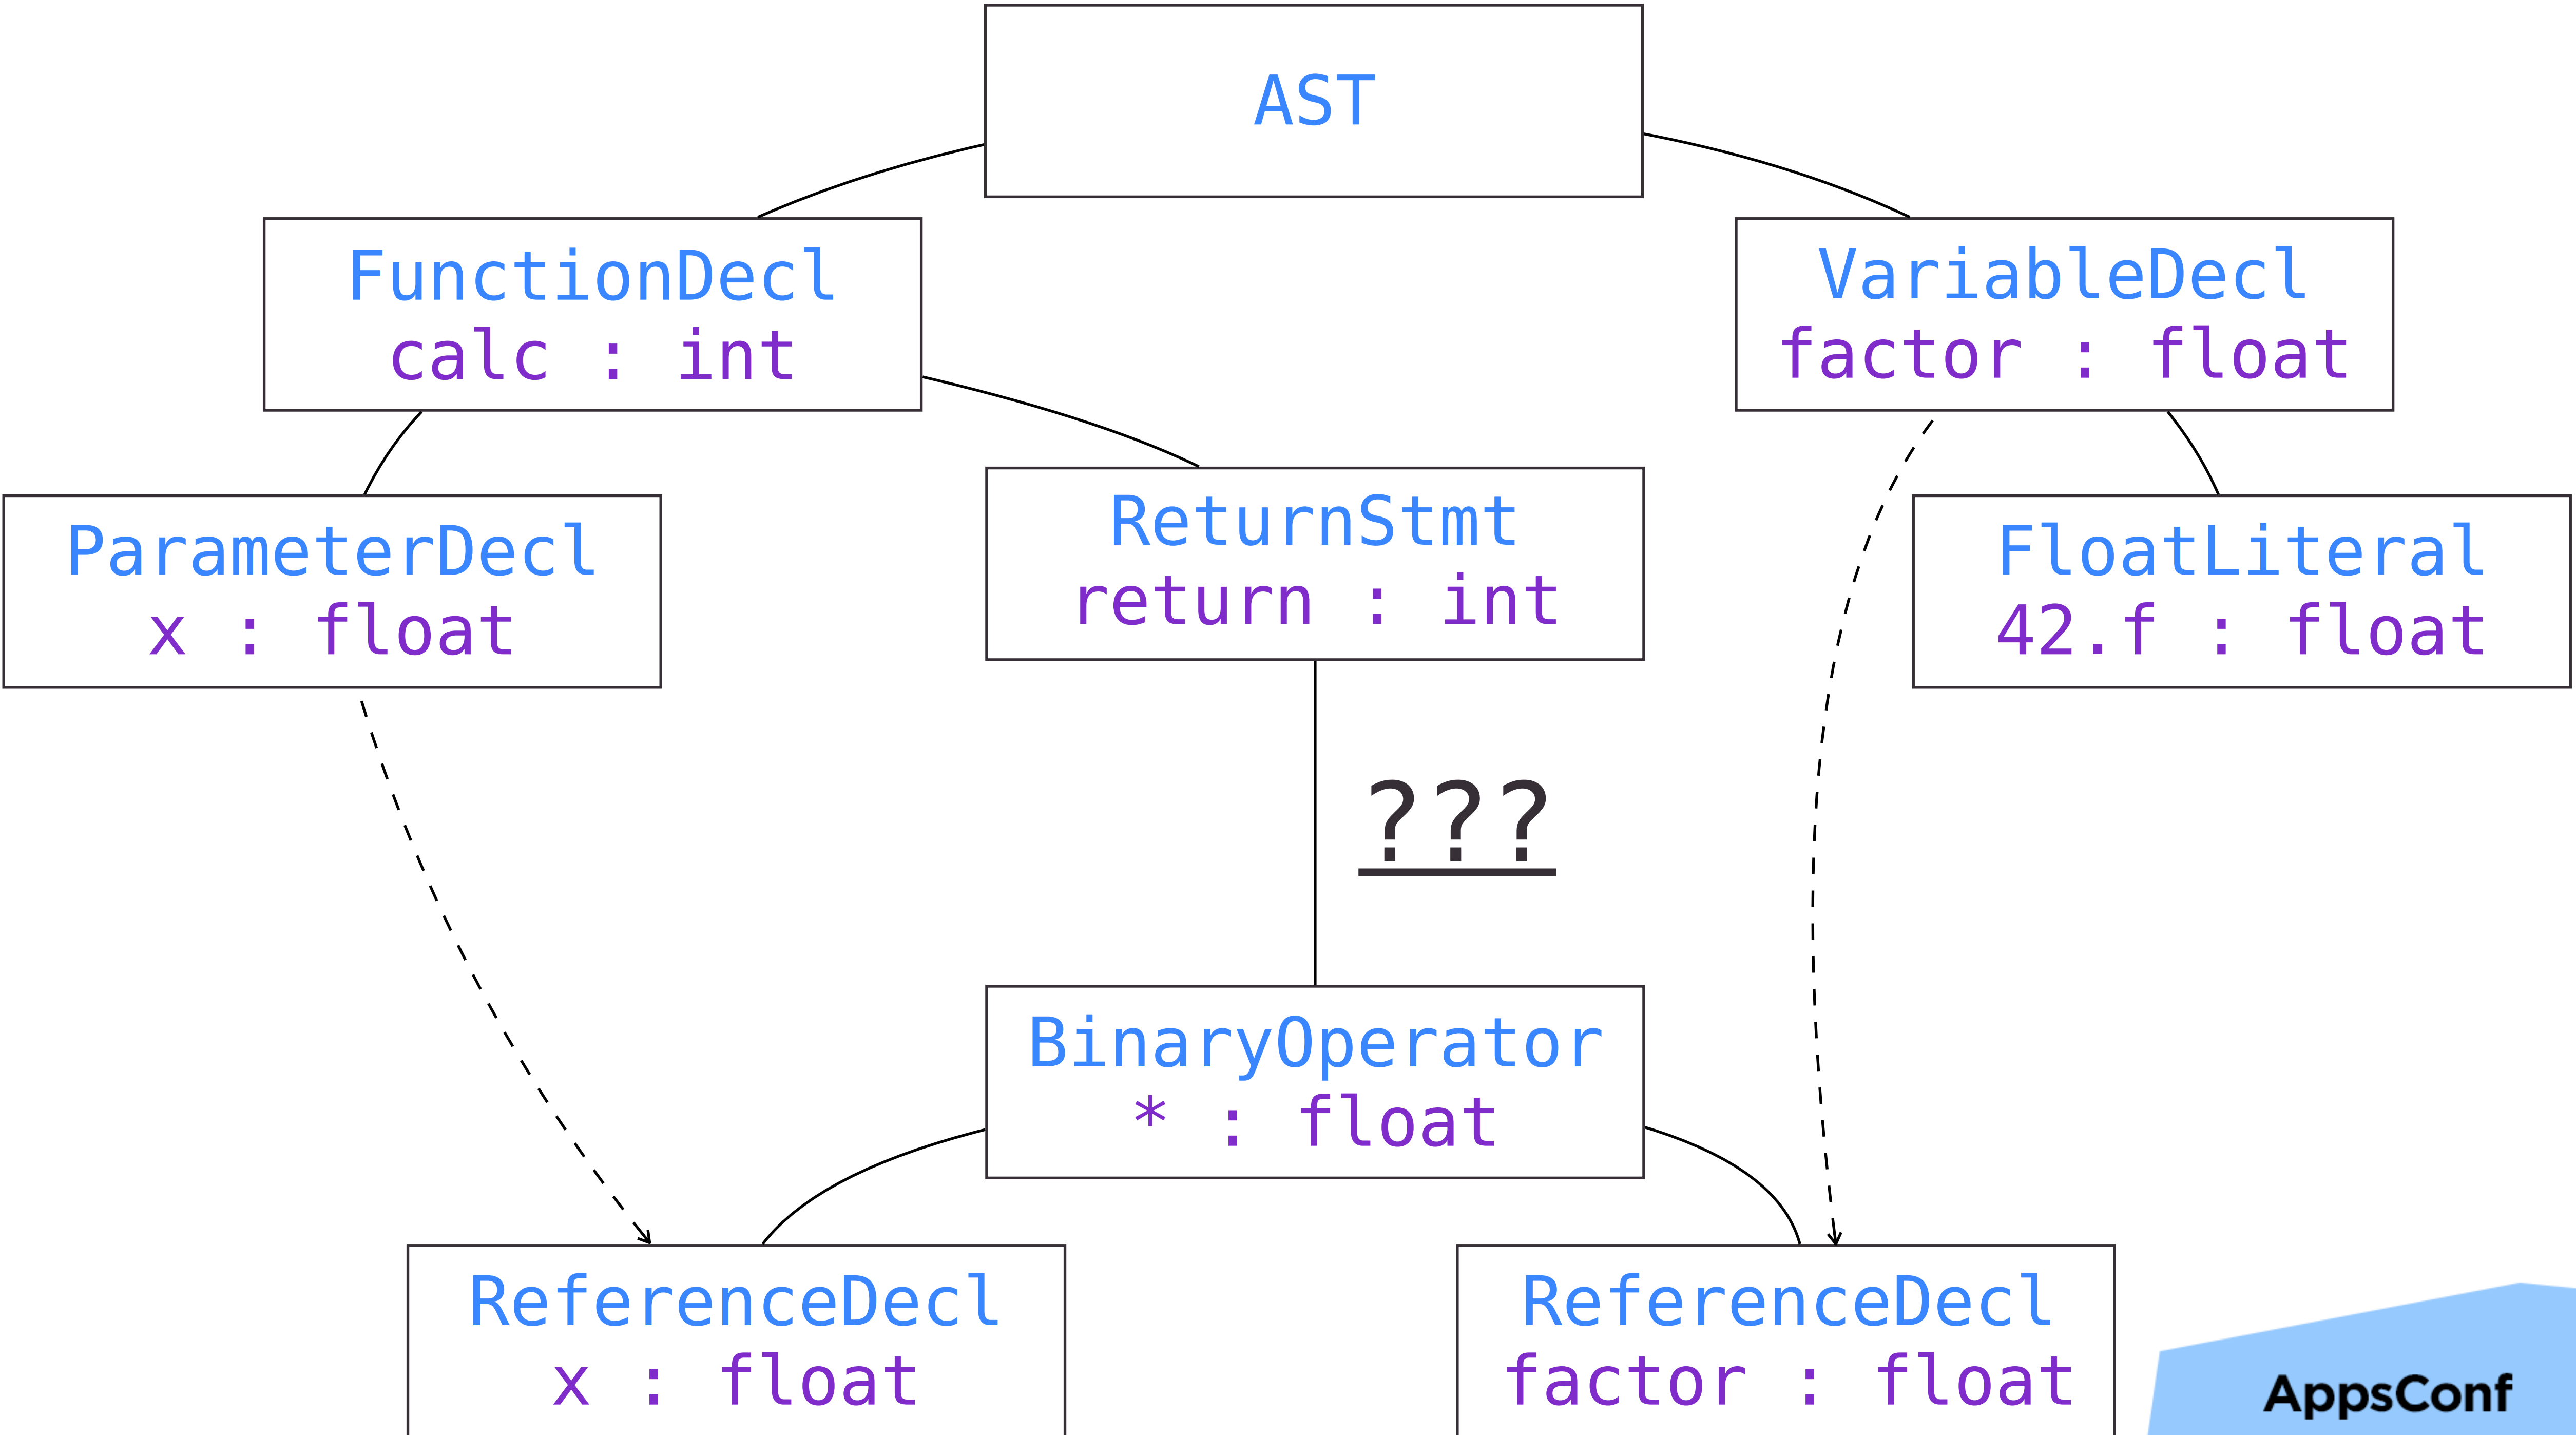 AST
FunctionDecl
calc : int
VariableDecl
factor : float
ParameterDecl
x : float
ReturnStmt
return : int
FloatLiteral
42.f : float
???
BinaryOperator
* : float
ReferenceDecl
x : float
ReferenceDecl
factor : float
AppsConf